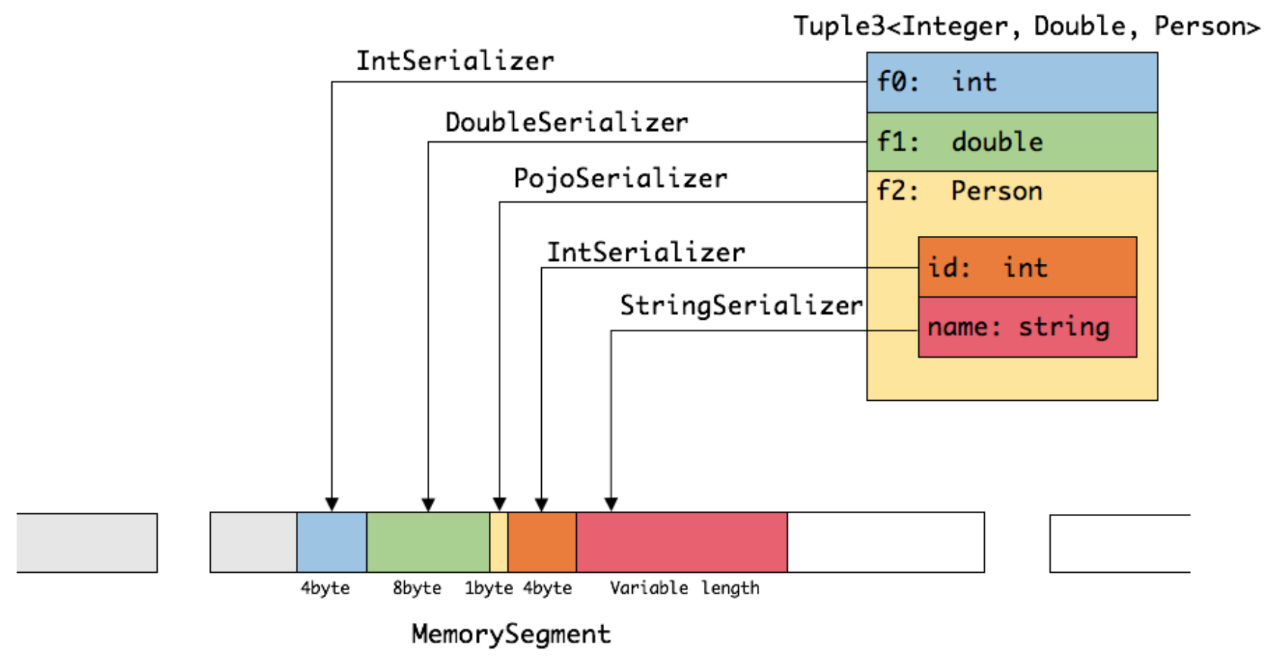 Tuple3<Integer, Double, Person>
IntSerializer
f0: int
DoubleSerializer
f1: double
PojoSerializer
f2: Person
IntSerializer
id: int
StringSerializer
name: string
4byte 8byte 1byte 4byte Variable length
MemorySegment